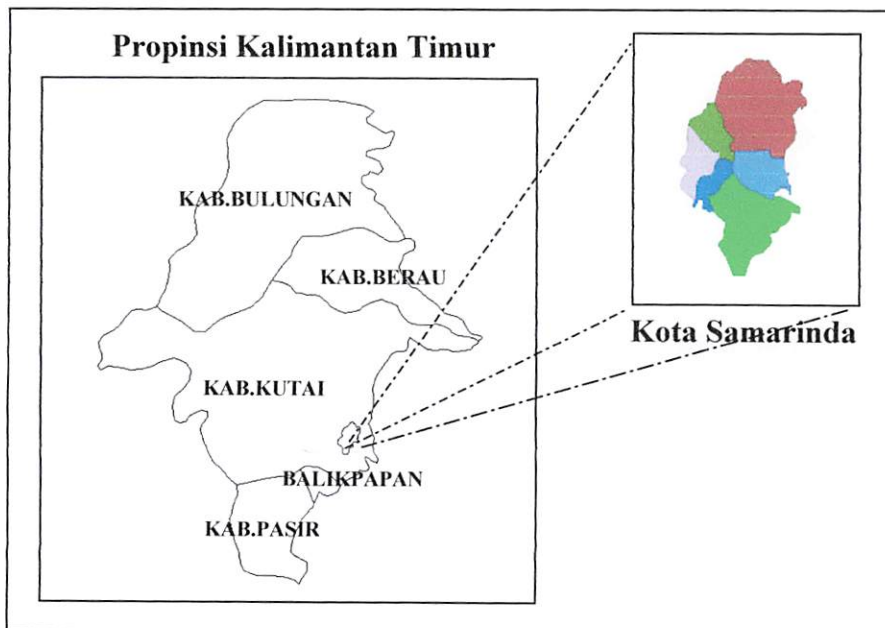 Propinsi Kalimantan Timur
KAB.BULUNGAN
KAB.BERAU
Kota Samarinda
KAB.KUTAI
BALIKPAPAN
KAB.PASIR